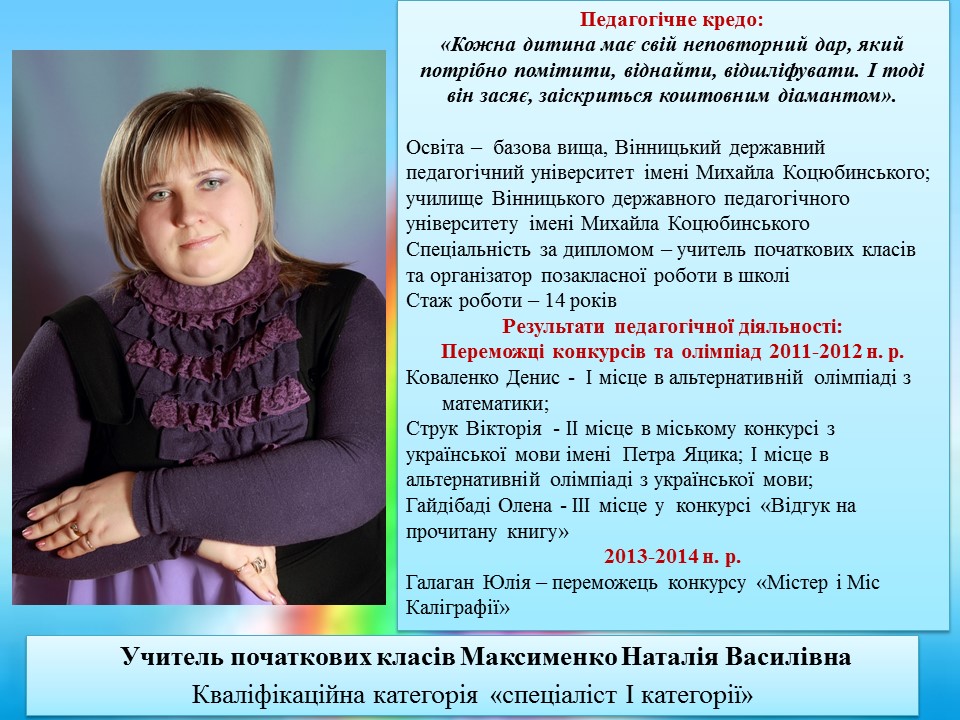 Педагогічне кредо:
«Кожна дитина має свій неповторний дар, який
потрібно помітити, віднайти, відшліфувати. І тоді
він засяє, заіскриться коштовним діамантом».
Освіта – базова вища, Вінницький державний
педагогічний університет імені Михайла Коцюбинського;
училище Вінницького державного педагогічного
університету імені Михайла Коцюбинського
Спеціальність за дипломом – учитель початкових класів
та організатор позакласної роботи в школі
Стаж роботи – 14 років
Результати педагогічної діяльності:
Переможці конкурсів та олімпіад 2011-2012 н. р.
Коваленко Денис - І місце в альтернативній олімпіаді з
математики;
Струк Вікторія - ІІ місце в міському конкурсі з
української мови імені Петра Яцика; І місце в
альтернативній олімпіаді з української мови;
Гайдібаді Олена - ІІІ місце у конкурсі «Відгук на
прочитану книгу»
2013-2014 н. р.
Галаган Юлія – переможець конкурсу «Містер і Міс
Каліграфії»
Учитель початкових класів Максименко Наталія Василівна
Кваліфікаційна категорія «спеціаліст І категорії»